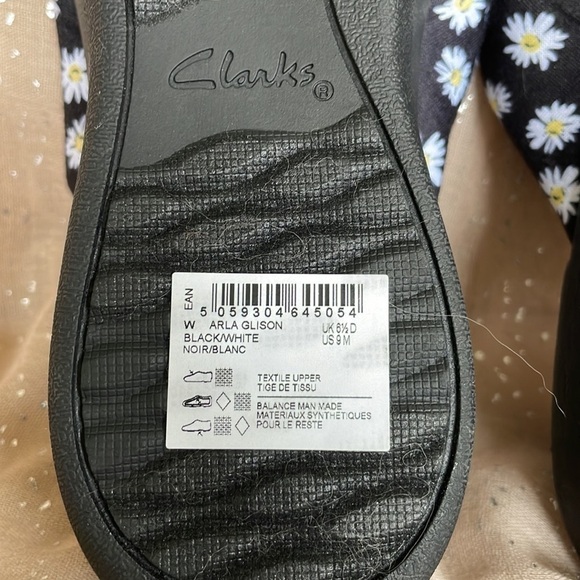 Clarks®
EAN
5 059304 645054
W ARLA GLISON UK 6½ D
BLACK/WHITE US 9 M
NOIR/BLANC
TEXTILE UPPER
TIGE DE TISSU
BALANCE MAN MADE
MATERIAUX SYNTHETIQUES
POUR LE RESTE